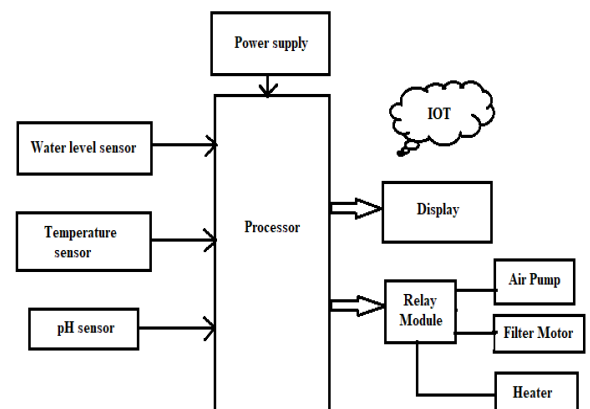 Power supply
IOT
Water level sensor
Display
Temperature
sensor
Processor
Air Pump
Relay
Module
pH sensor
Filter Motor
Heater